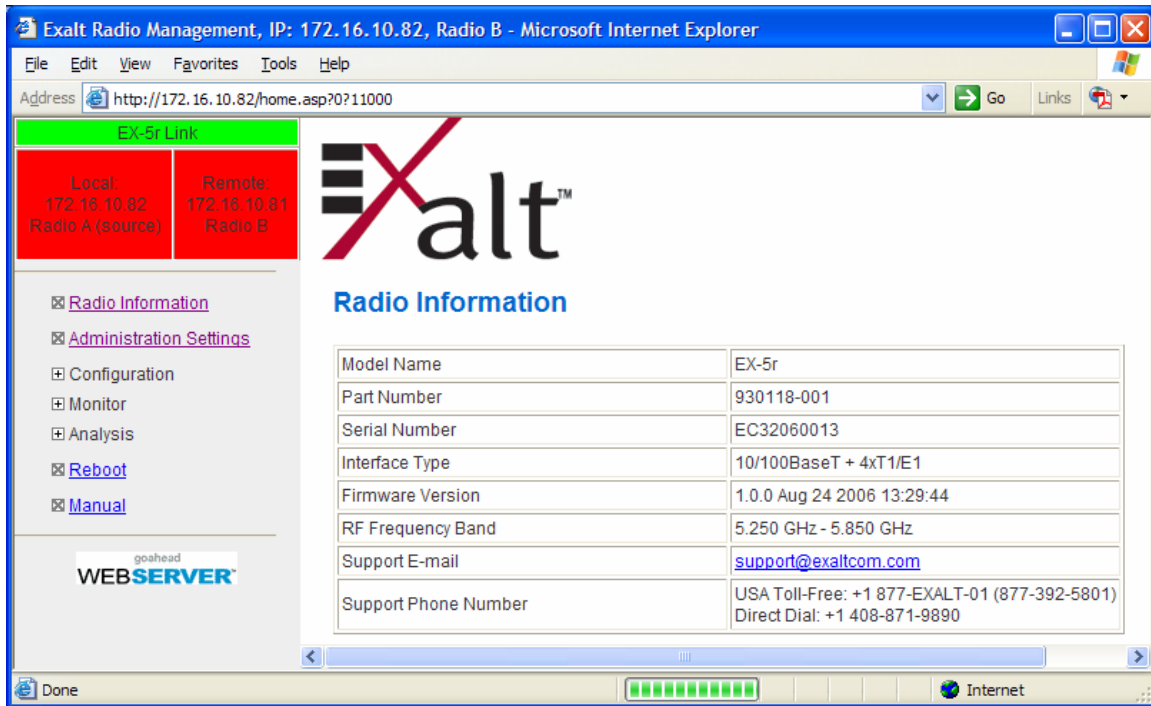 Exalt Radio Management, IP: 172.16.10.82, Radio B - Microsoft Internet Explorer
File Edit View Favorites Tools Help
Address http://172.16.10.82/home.asp?0?11000 Go Links
EX-5r Link
Local:
172.16.10.82
Radio A (source)
Remote:
172.16.10.81
Radio B
Radio Information
Administration Settings
Configuration
Monitor
Analysis
Reboot
Manual
goahead
WEBSERVER
EXalt™
Radio Information
Model Name EX-5r
Part Number 930118-001
Serial Number EC32060013
Interface Type 10/100BaseT + 4xT1/E1
Firmware Version 1.0.0 Aug 24 2006 13:29:44
RF Frequency Band 5.250 GHz - 5.850 GHz
Support E-mail support@exaltcom.com
Support Phone Number USA Toll-Free: +1 877-EXALT-01 (877-392-5801)
Direct Dial: +1 408-871-9890
Done Internet